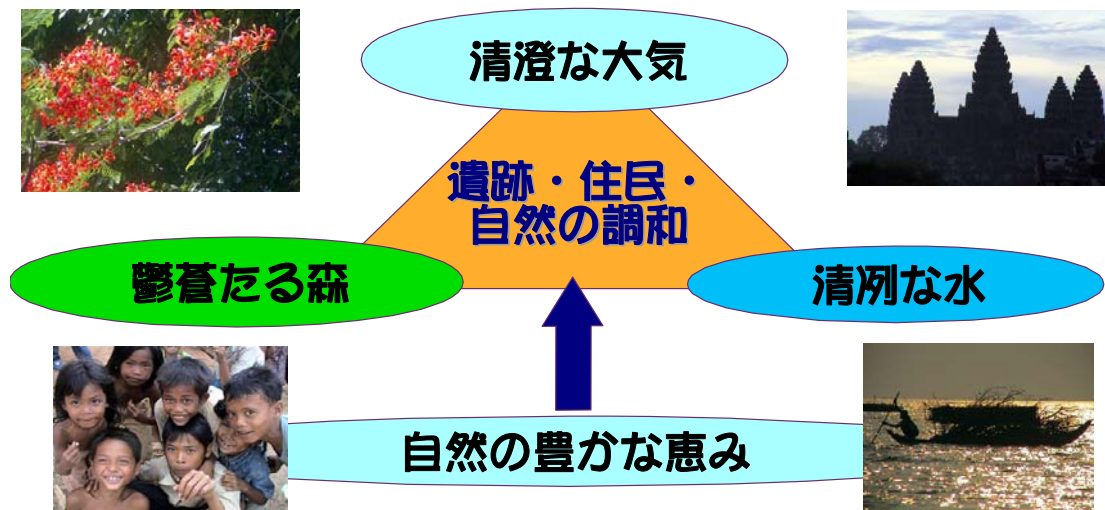 清澄な大気
遺跡・住民・
自然の調和
鬱蒼たる森
清冽な水
自然の豊かな恵み